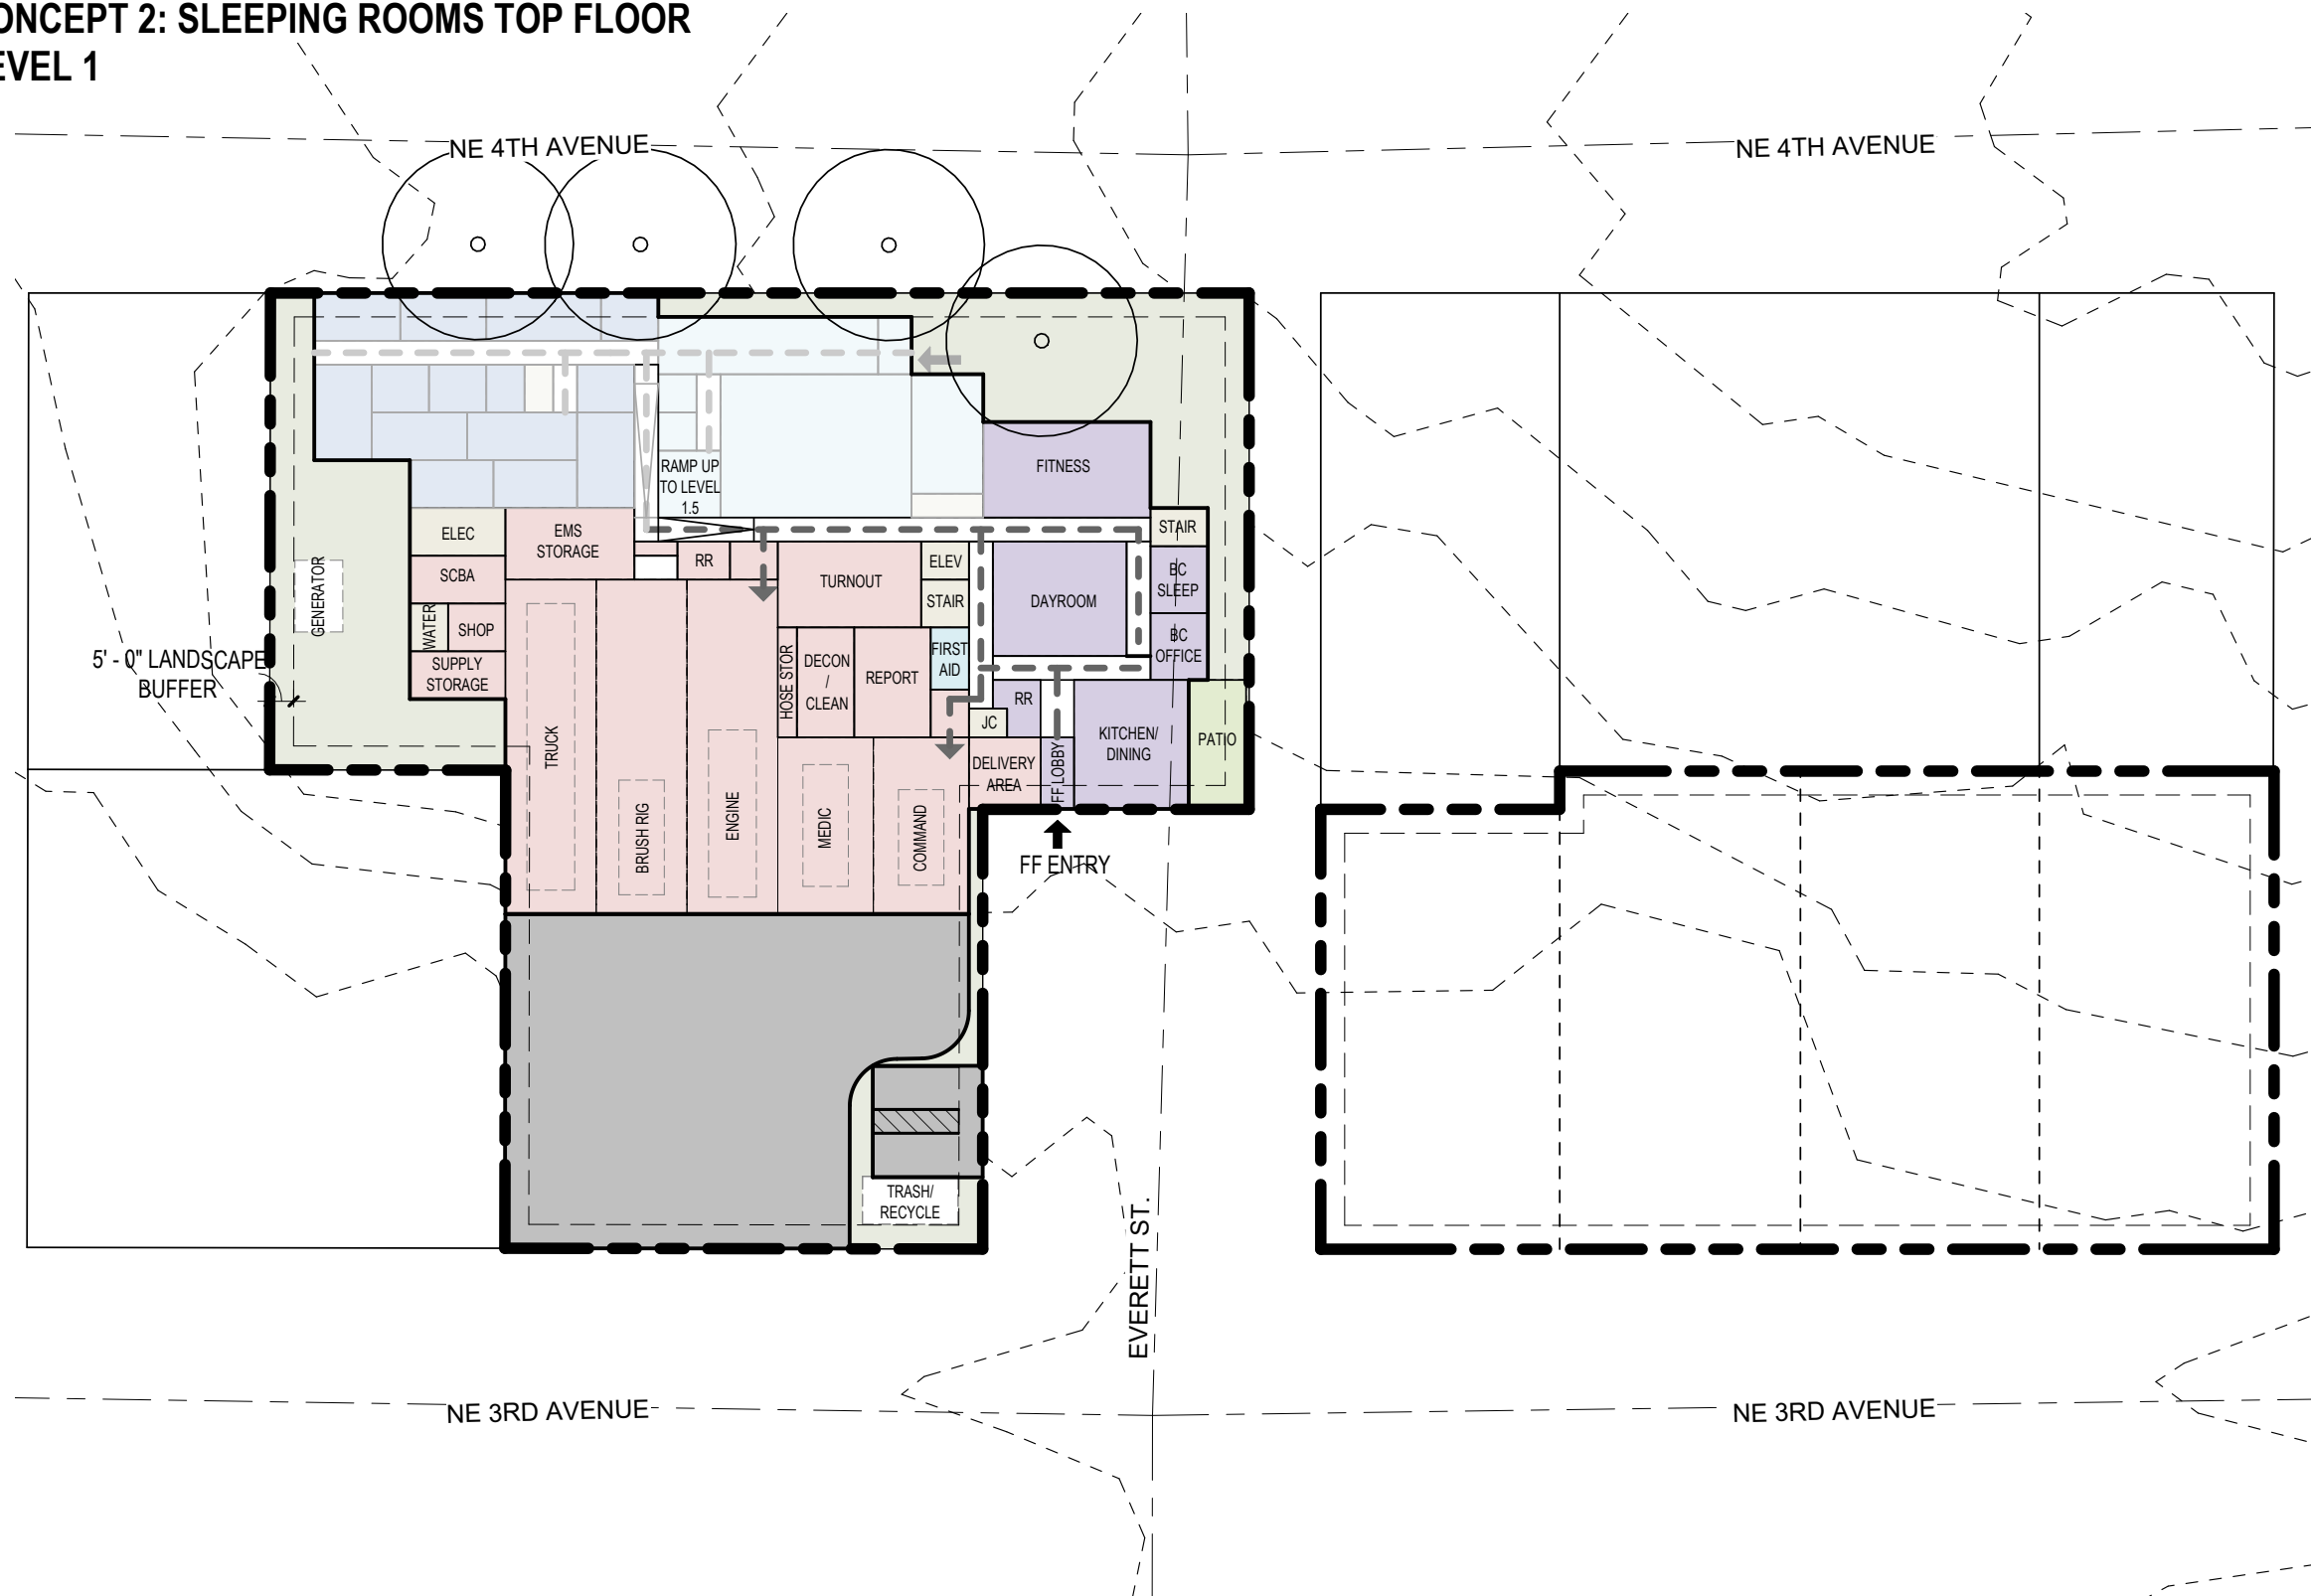 ONCEPT 2: SLEEPING ROOMS TOP FLOOR
EVEL 1
NE 4TH AVENUE
NE 4TH AVENUE
RAMP UP
TO LEVEL
1.5
FITNESS
ELEC
EMS
STORAGE
STAIR
SCBA
RR
TURNOUT
ELEV
GENERATOR
STAIR
DAYROOM
BC
SLEEP
WATER
SHOP
BC
OFFICE
5' - 0" LANDSCAPE
BUFFER
SUPPLY
STORAGE
HOSE STOR
DECON
/
CLEAN
REPORT
FIRST
AID
RR
JC
TRUCK
KITCHEN/
DINING
PATIO
DELIVERY
AREA
FF LOBBY
BRUSH RIG
ENGINE
MEDIC
COMMAND
FF ENTRY
TRASH/
RECYCLE
EVERETT ST.
NE 3RD AVENUE
NE 3RD AVENUE